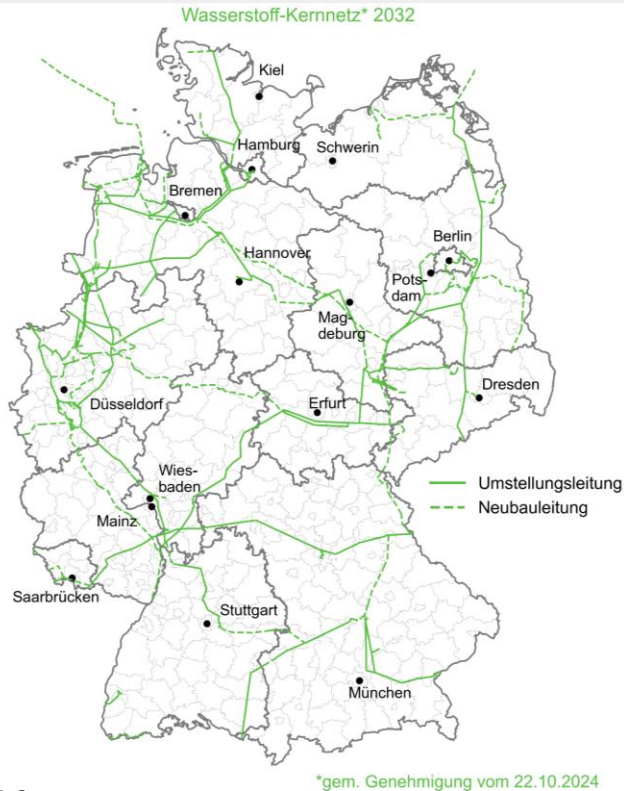 Wasserstoff-Kernnetz* 2032
Kiel
Hamburg
Schwerin
Bremen
Berlin
Hannover
Pots-
dam
Mag-
deburg
Dresden
Düsseldorf
Erfurt
Wies-
baden
Umstellungsleitung
Neubauleitung
Mainz
Saarbrücken
Stuttgart
München
*gem. Genehmigung vom 22.10.2024